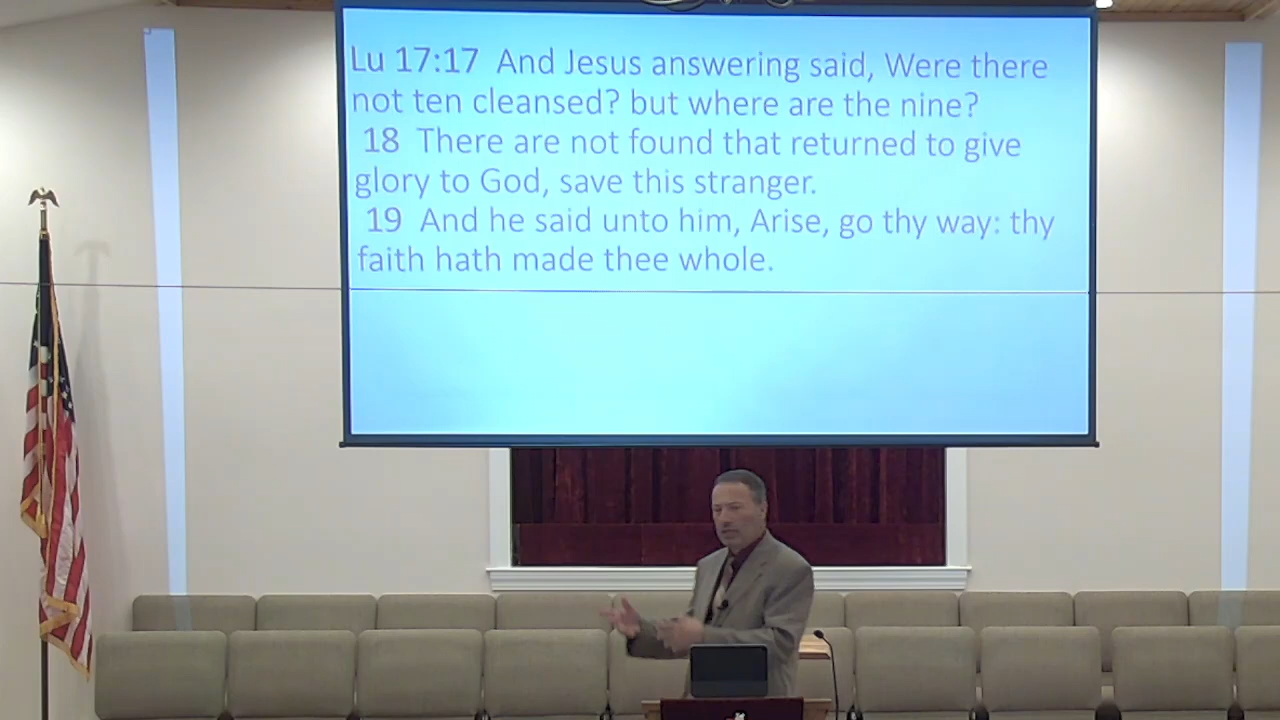 Lu 17:17 And Jesus answering said, Were there
not ten cleansed? but where are the nine?
18 There are not found that returned to give
glory to God, save this stranger.
19 And he said unto him, Arise, go thy way: thy
faith hath made thee whole.